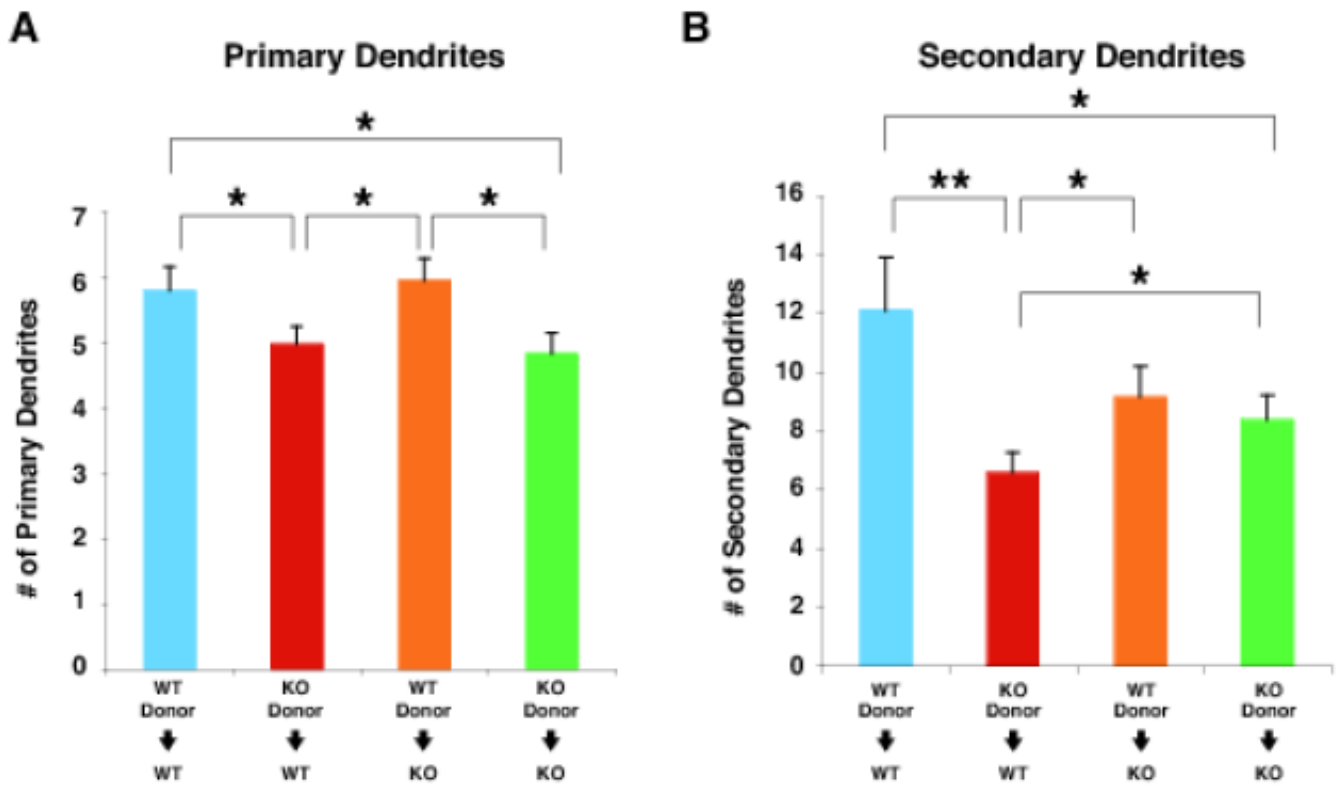 A
Primary Dendrites
*
* * *
7
6
5
4
3
2
1
0
# of Primary Dendrites
WT KO WT KO
Donor Donor Donor Donor
WT WT KO KO
B
Secondary Dendrites
*
** *
*
16
14
12
10
8
6
4
2
0
# of Secondary Dendrites
WT KO WT KO
Donor Donor Donor Donor
WT WT KO KO